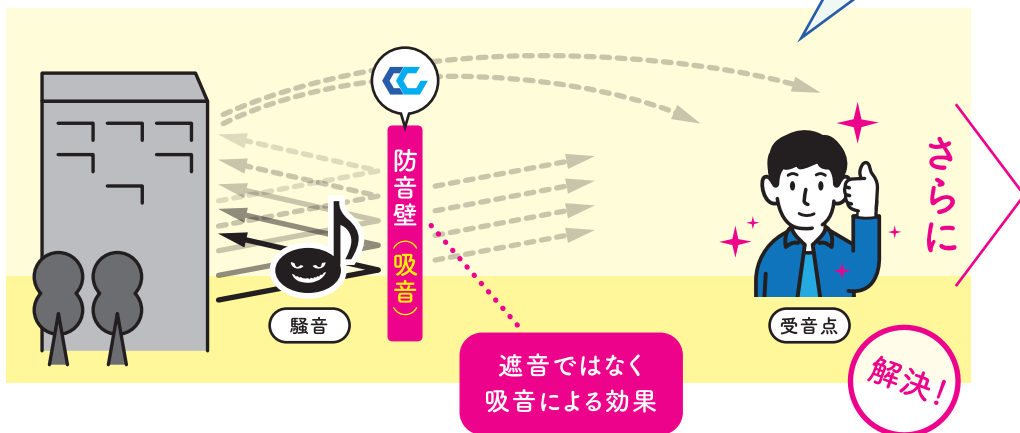 防音壁（吸音）
さらに
騒音
受音点
遮音ではなく
吸音による効果
解決！